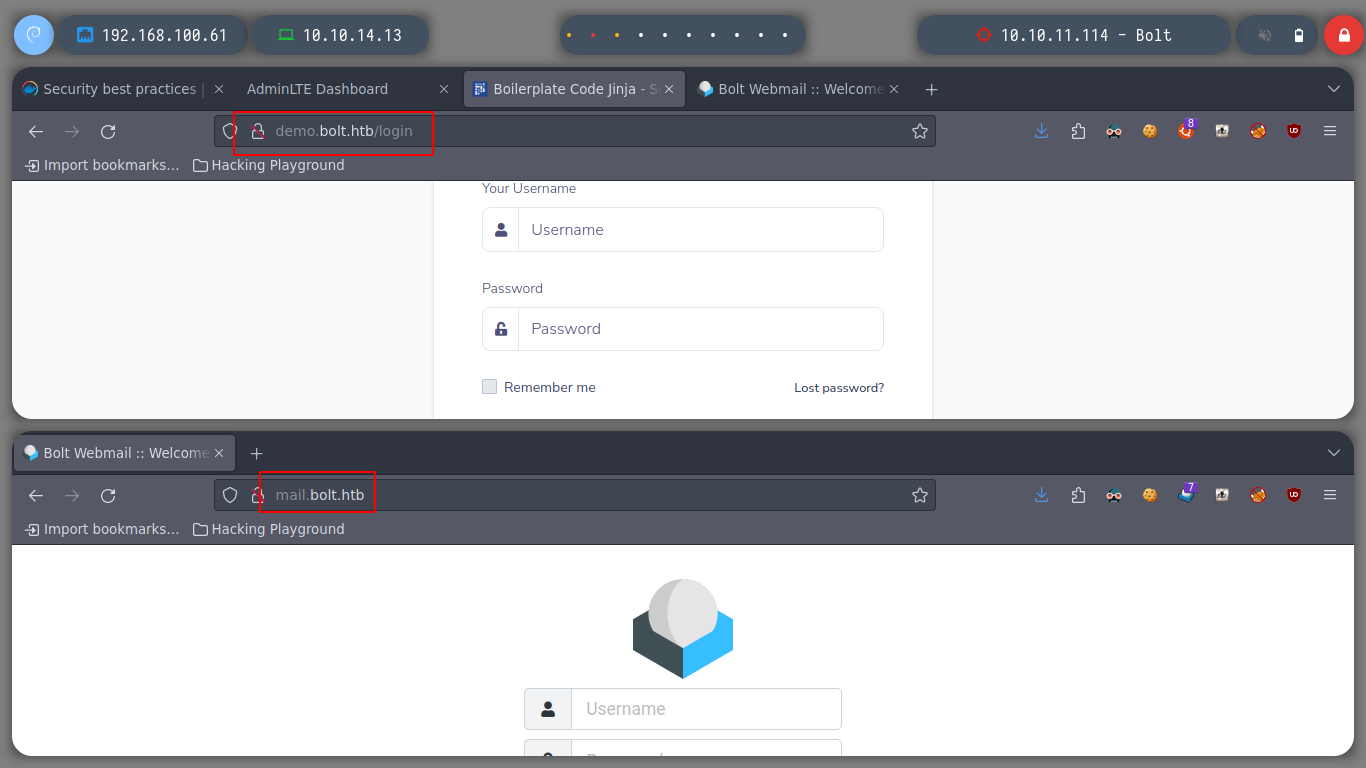 192.168.100.61 10.10.14.13 10.10.11.114 - Bolt
Security best practices | AdminLTE Dashboard Boilerplate Code Jinja - S Bolt Webmail :: Welcome
demo.bolt.htb/login 8
Import bookmarks... Hacking Playground
Your Username
Username
Password
Password
Remember me Lost password?
Bolt Webmail :: Welcome
mail.bolt.htb 7
Import bookmarks... Hacking Playground
Username